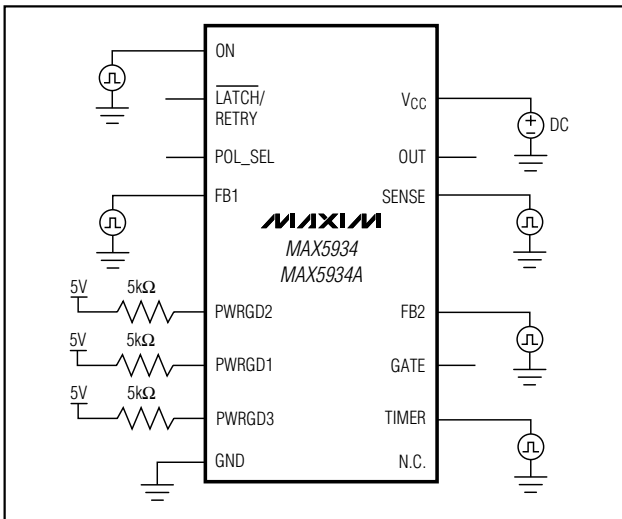 ON
LATCH/
RETRY
POL_SEL
FB1
5V 5kΩ PWRGD2
5V 5kΩ PWRGD1
5V 5kΩ PWRGD3
GND
MAXIM
MAX5934
MAX5934A
VCC
DC
OUT
SENSE
FB2
GATE
TIMER
N.C.